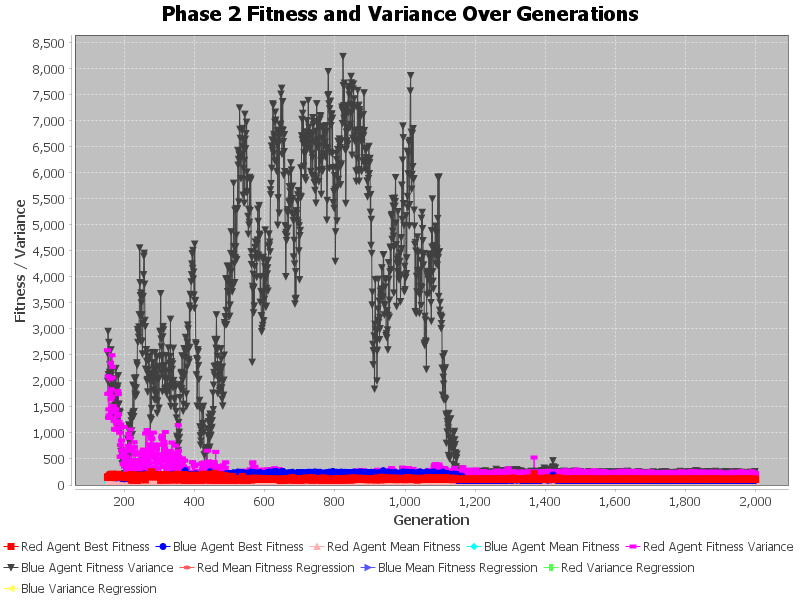 Phase 2 Fitness and Variance Over Generations
8,500
8,000
7,500
7,000
6,500
6,000
5,500
5,000
4,500
4,000
3,500
3,000
2,500
2,000
1,500
1,000
500
0
Fitness / Variance
200 400 600 800 1,000 1,200 1,400 1,600 1,800 2,000
Generation
Red Agent Best Fitness Blue Agent Best Fitness Red Agent Mean Fitness Blue Agent Mean Fitness Red Agent Fitness Variance
Blue Agent Fitness Variance Red Mean Fitness Regression Blue Mean Fitness Regression Red Variance Regression
Blue Variance Regression